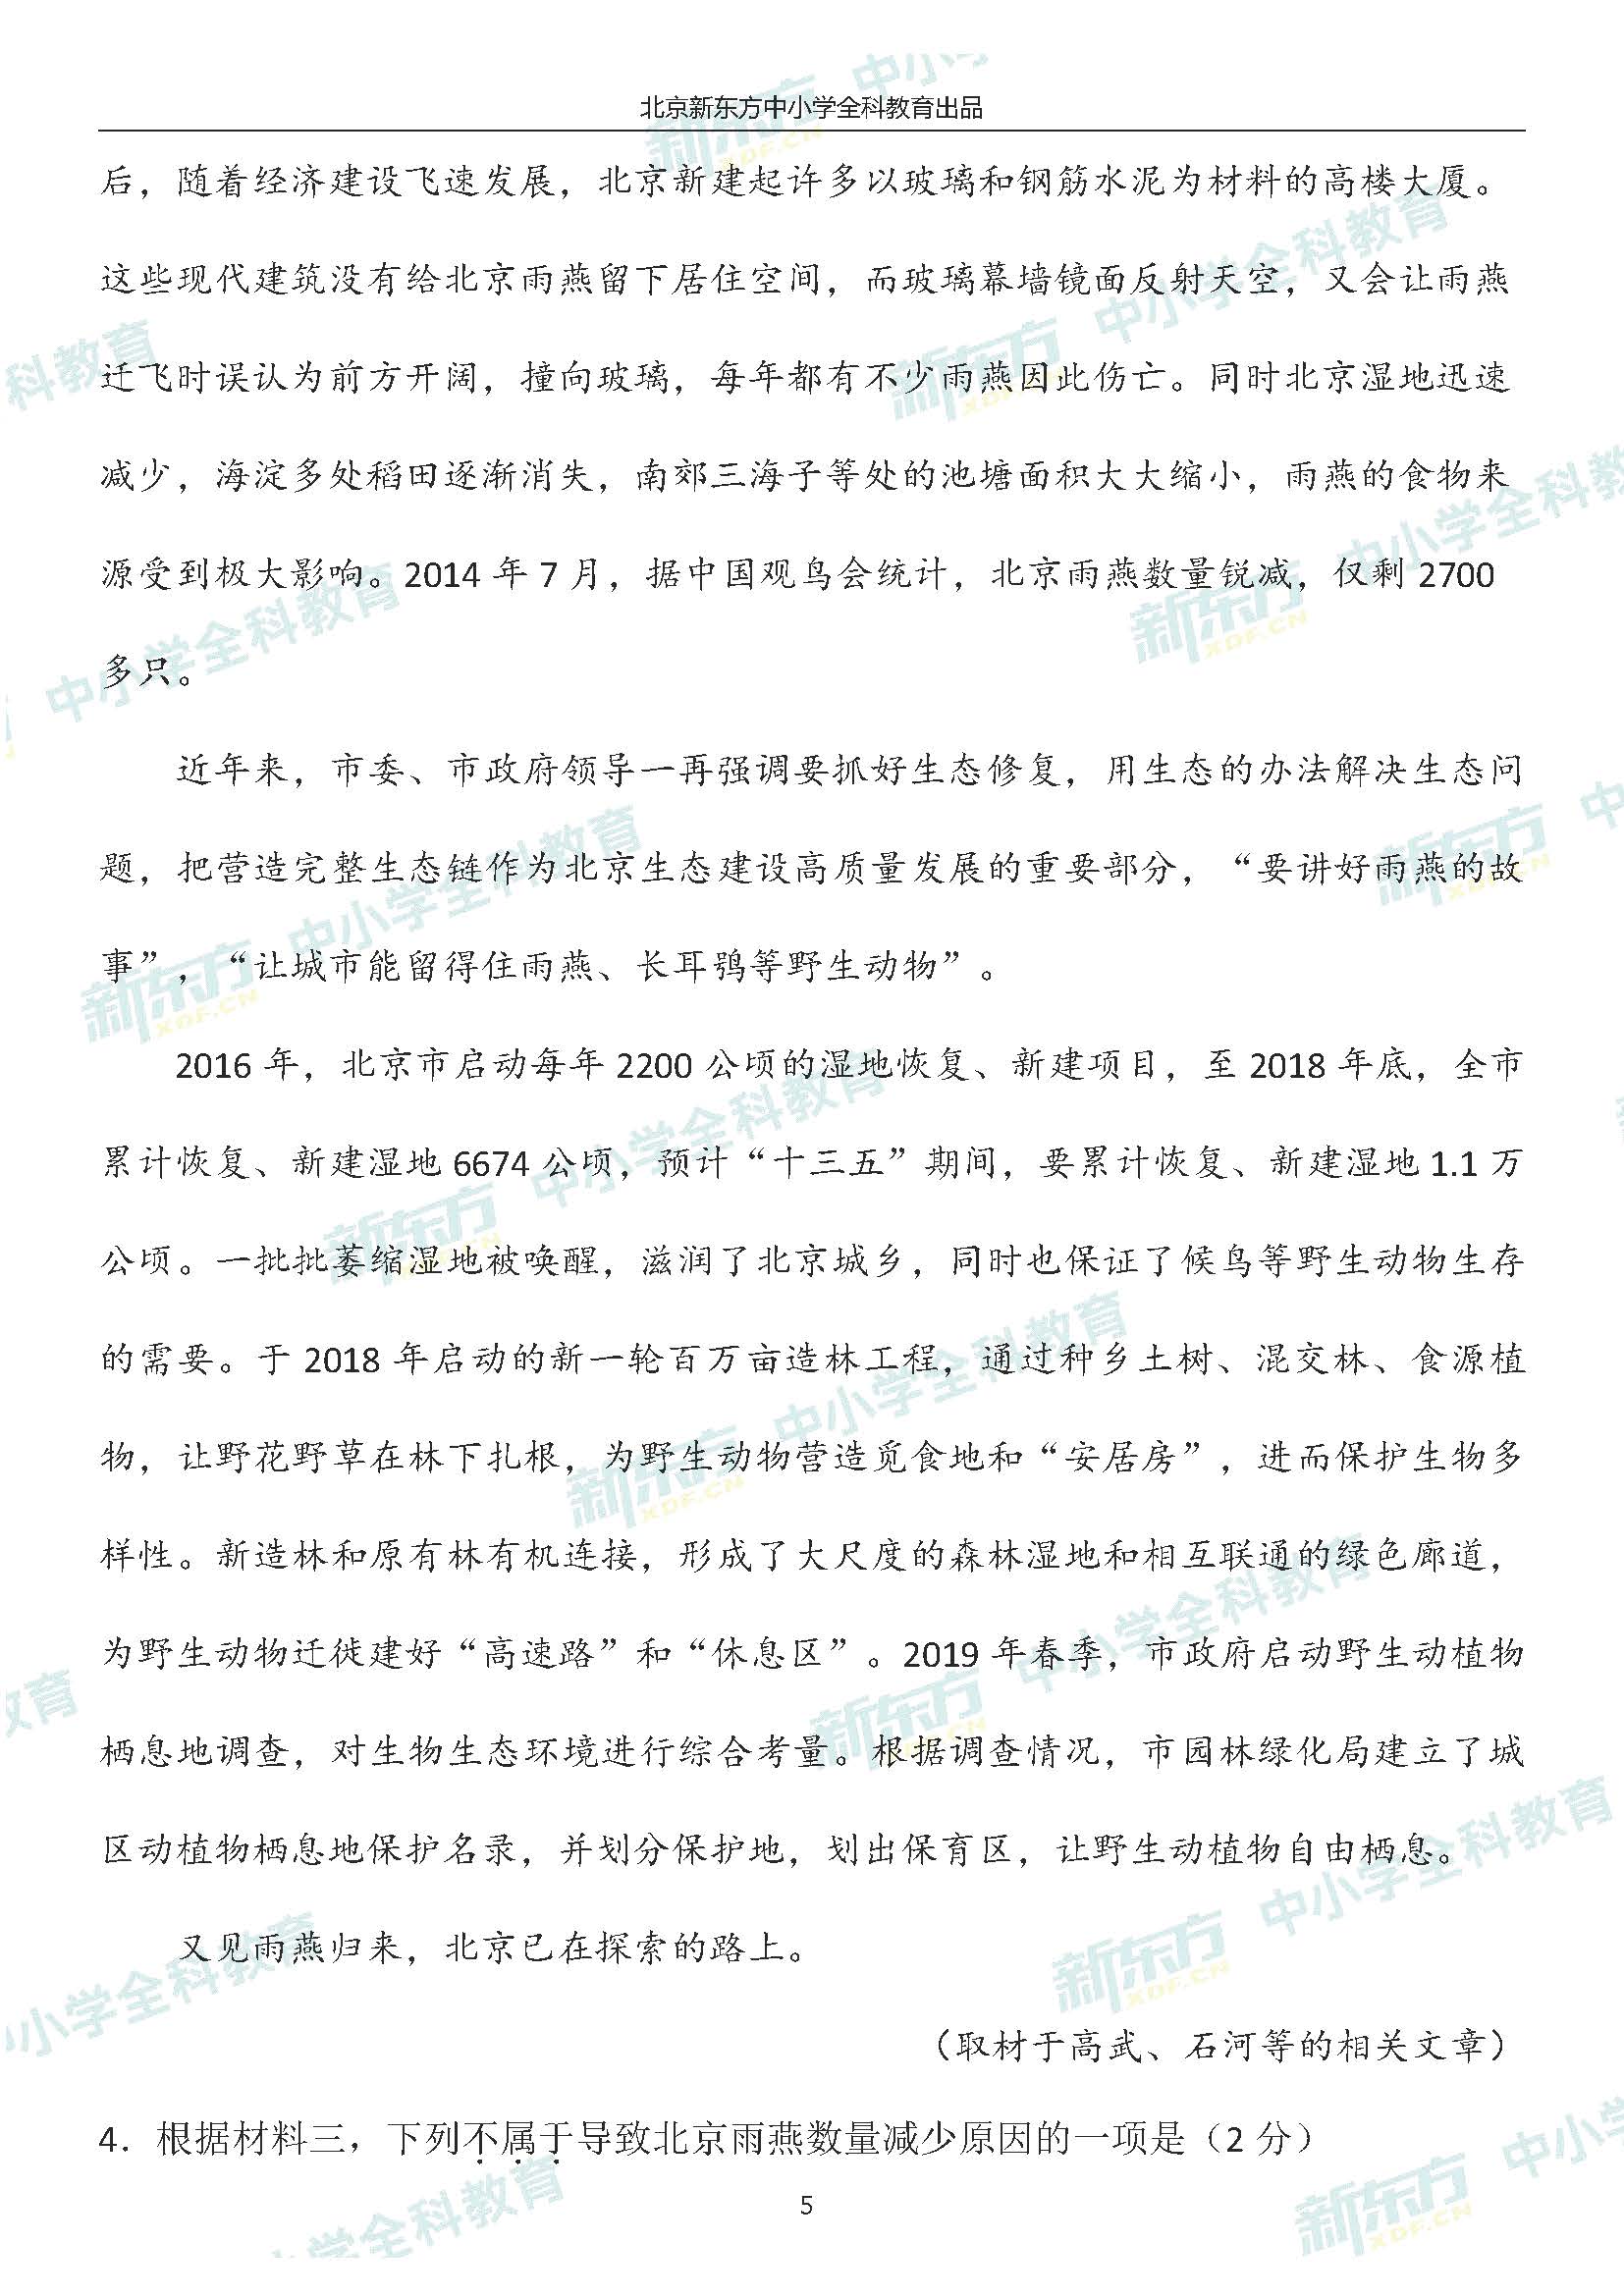 北京新东方中小学全科教育出品
后，随着经济建设飞速发展，北京新建起许多以玻璃和钢筋水泥为材料的高楼大厦。
这些现代建筑没有给北京雨燕留下居住空间，而玻璃幕墙镜面反射天空，又会让雨燕
迁飞时误认为前方开阔，撞向玻璃，每年都有不少雨燕因此伤亡。同时北京湿地迅速
减少，海淀多处稻田逐渐消失，南郊三海子等处的池塘面积大大缩小，雨燕的食物来
源受到极大影响。2014 年 7 月，据中国观鸟会统计，北京雨燕数量锐减，仅剩 2700
多只。
近年来，市委、市政府领导一再强调要抓好生态修复，用生态的办法解决生态问
题，把营造完整生态链作为北京生态建设高质量发展的重要部分，“要讲好雨燕的故
事”，“让城市能留得住雨燕、长耳鸮等野生动物”。
2016 年，北京市启动每年 2200 公顷的湿地恢复、新建项目，至 2018 年底，全市
累计恢复、新建湿地 6674 公顷，预计“十三五”期间，要累计恢复、新建湿地 1.1 万
公顷。一批批萎缩湿地被唤醒，滋润了北京城乡，同时也保证了候鸟等野生动物生存
的需要。于 2018 年启动的新一轮百万亩造林工程，通过种乡土树、混交林、食源植
物，让野花野草在林下扎根，为野生动物营造觅食地和“安居房”，进而保护生物多
样性。新造林和原有林有机连接，形成了大尺度的森林湿地和相互联通的绿色廊道，
为野生动物迁徙建好“高速路”和“休息区”。2019 年春季，市政府启动野生动植物
栖息地调查，对生物生态环境进行综合考量。根据调查情况，市园林绿化局建立了城
区动植物栖息地保护名录，并划分保护地，划出保育区，让野生动植物自由栖息。
又见雨燕归来，北京已在探索的路上。
（取材于高武、石河等的相关文章）
4．根据材料三，下列不属于导致北京雨燕数量减少原因的一项是（2 分）
5